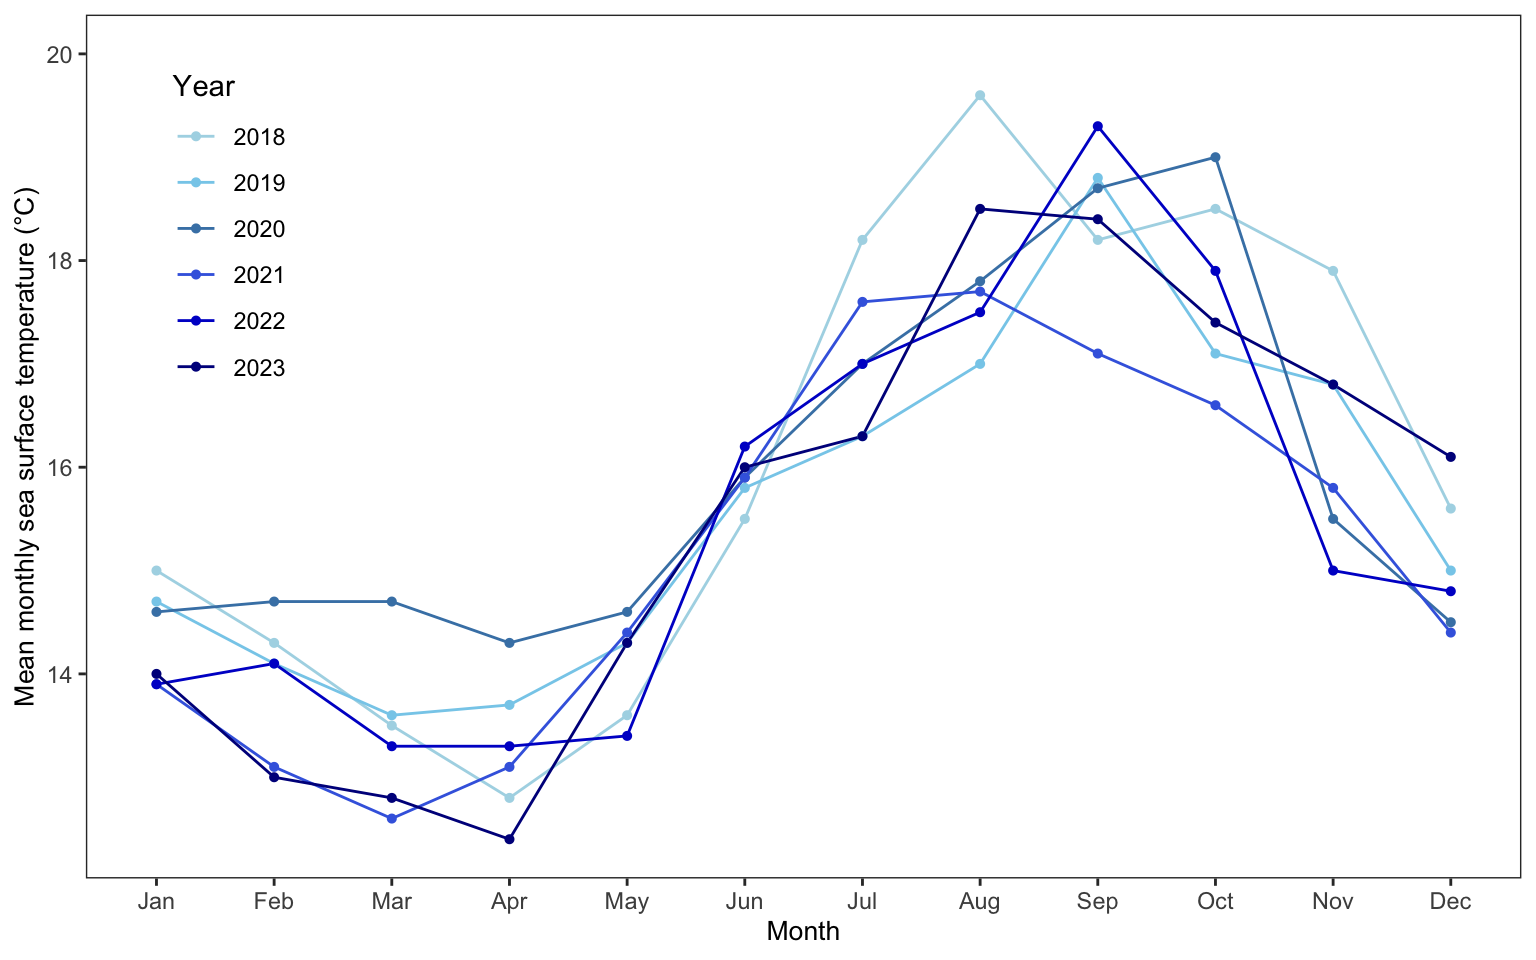 20
18
16
14
Mean monthly sea surface temperature (°C)
Year
2018
2019
2020
2021
2022
2023
Jan Feb Mar Apr May Jun Jul Aug Sep Oct Nov Dec
Month